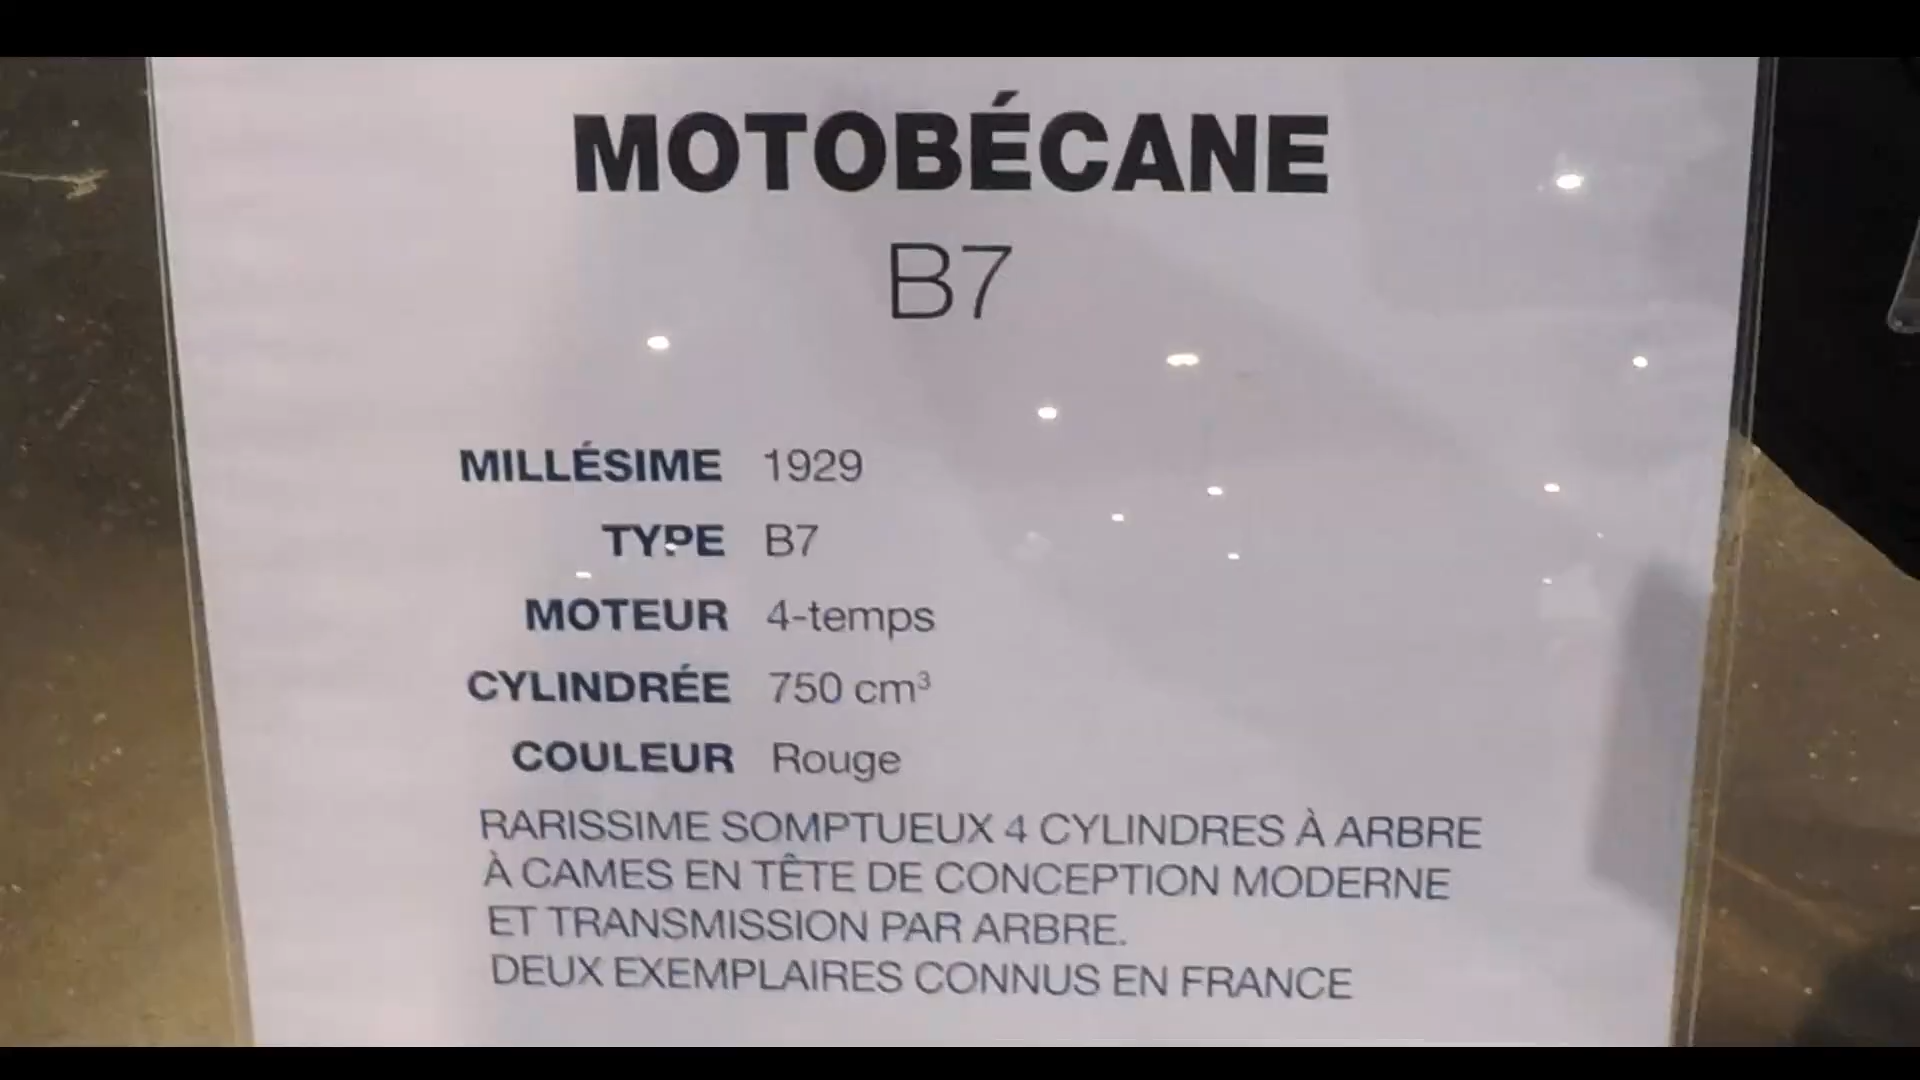 MOTOBÉCANE
B7
MILLÉSIME 1929
TYPE B7
MOTEUR 4-temps
CYLINDRÉE 750 cm³
COULEUR Rouge
RARISSIME SOMPTUEUX 4 CYLINDRES À ARBRE
À CAMES EN TÊTE DE CONCEPTION MODERNE
ET TRANSMISSION PAR ARBRE.
DEUX EXEMPLAIRES CONNUS EN FRANCE